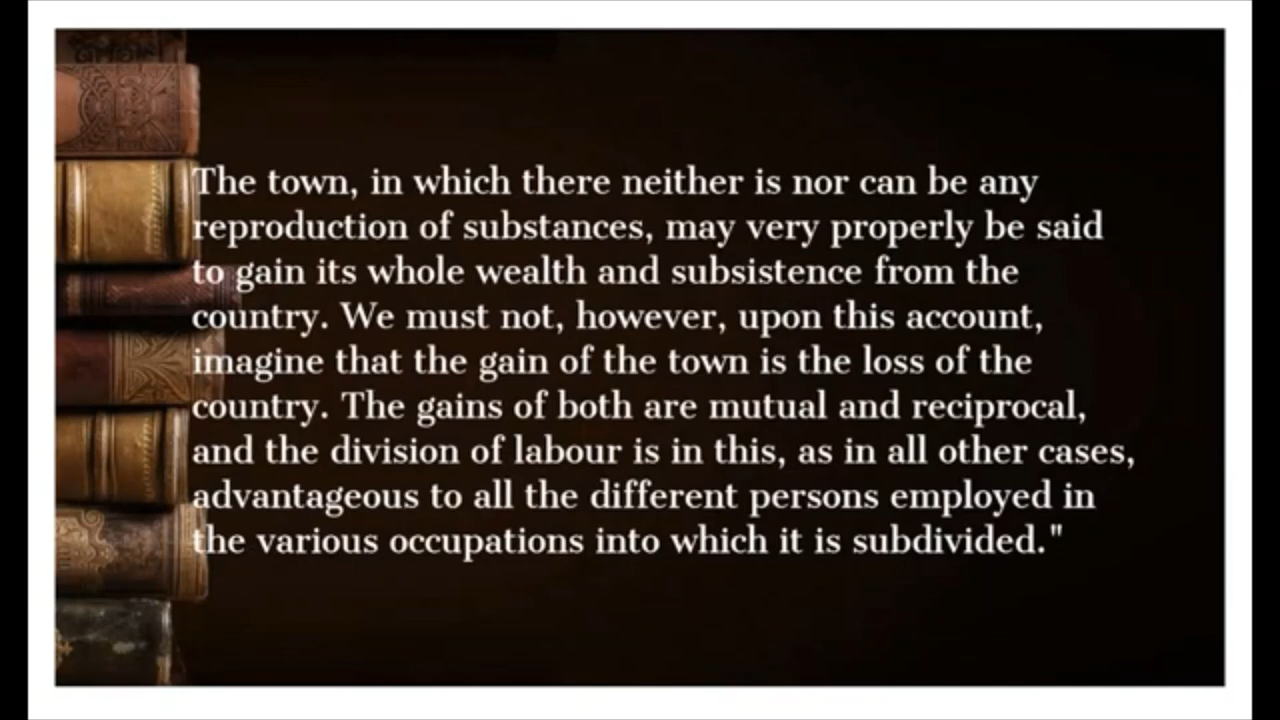 The town, in which there neither is nor can be any
reproduction of substances, may very properly be said
to gain its whole wealth and subsistence from the
country. We must not, however, upon this account,
imagine that the gain of the town is the loss of the
country. The gains of both are mutual and reciprocal,
and the division of labour is in this, as in all other cases,
advantageous to all the different persons employed in
the various occupations into which it is subdivided."